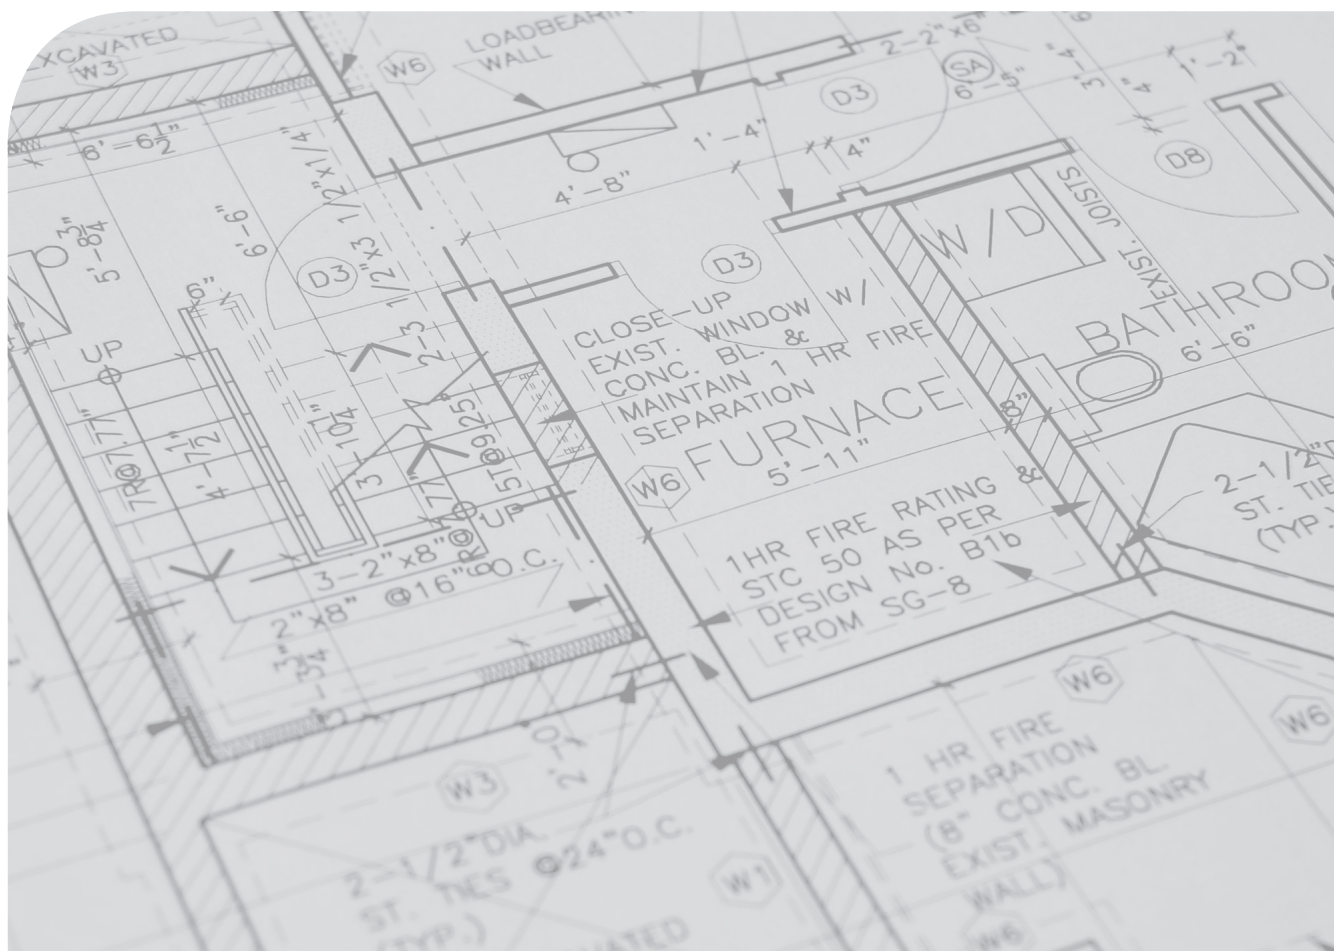 XCAVATED
W3
W6
LOADBEARIN
WALL
2-2"x6"
SA
6'-5"
3'-4"
4"
1'-2"
D3
6'-6½"
1/2"x1/4"
1'-4"
4"
D8
4'-8"
EXIST. JOISTS
5'-8¾"
6'-6"
2-3 1/2"x3
D3
D3
W/D
6"
BATHROOM
6'-6"
UP
CLOSE-UP
EXIST. WINDOW W/
CONC. BL. &
MAINTAIN 1 HR FIRE
SEPARATION
FURNACE
5'-11"
W6
8"
7R@7.77"
4'-7½"
3'-10¼"
5T@9.25"
UP
&
1HR FIRE RATING
STC 50 AS PER
DESIGN No. B1b
FROM SG-8
2-1/2"
ST. TIE
(TYP.
3-2"x8"
@16" O.C.
2"x8"
W6
W6
1 HR FIRE
SEPARATION
(8" CONC. BL.
EXIST. MASONRY
WALL)
W6
W3
2-1/2"DIA.
ST. TIES @24"O.C.
(TYP.)
W1
VATED